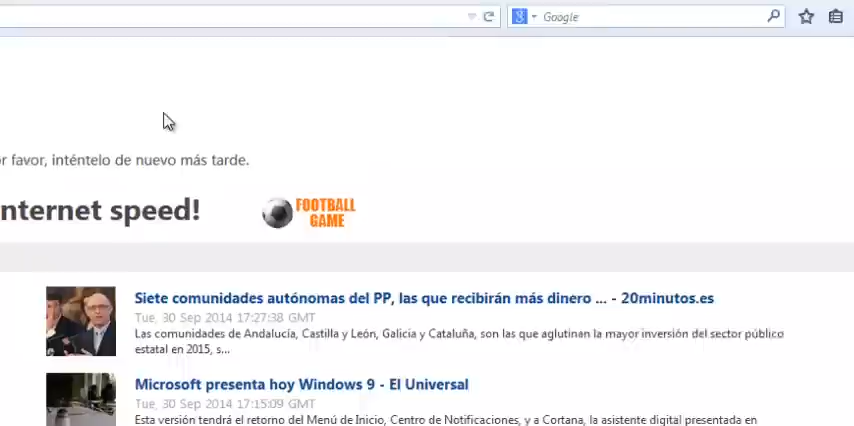 Google
r favor, inténtelo de nuevo más tarde.
nternet speed!
FOOTBALL
GAME
Siete comunidades autónomas del PP, las que recibirán más dinero ... - 20minutos.es
Tue, 30 Sep 2014 17:27:38 GMT
Las comunidades de Andalucía, Castilla y León, Galicia y Cataluña, son las que aglutinan la mayor inversión del sector público
estatal en 2015, s...
Microsoft presenta hoy Windows 9 - El Universal
Tue, 30 Sep 2014 17:15:09 GMT
Esta versión tendrá el retorno del Menú de Inicio, Centro de Notificaciones, y a Cortana, la asistente digital presentada en